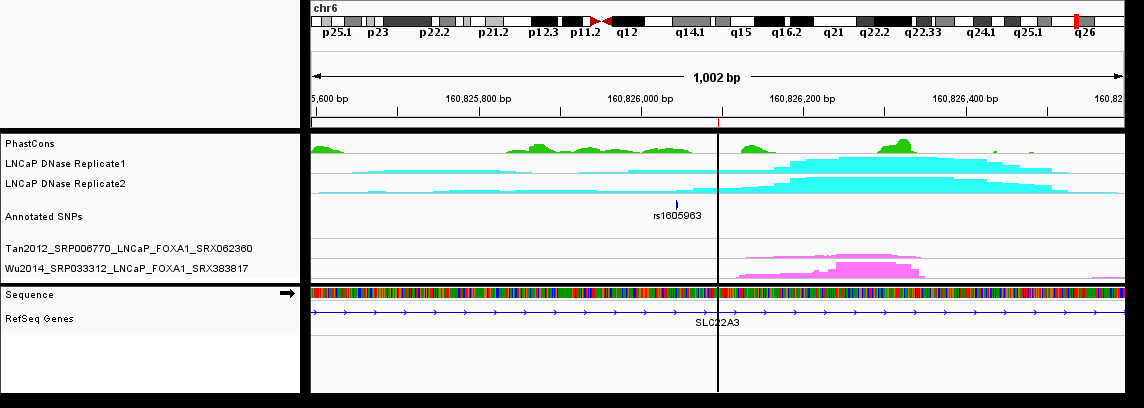 chr6
p25.1 p23 p22.2 p21.2 p12.3 p11.2 q12 q14.1 q15 q16.2 q21 q22.2 q22.33 q24.1 q25.1 q26
1,002 bp
5,600 bp 160,825,800 bp 160,826,000 bp 160,826,200 bp 160,826,400 bp 160,82
PhastCons
LNCaP DNase Replicate1
LNCaP DNase Replicate2
Annotated SNPs
rs1605963
Tan2012_SRP006770_LNCaP_FOXA1_SRX062360
Wu2014_SRP033312_LNCaP_FOXA1_SRX383817
Sequence
RefSeq Genes
SLC22A3